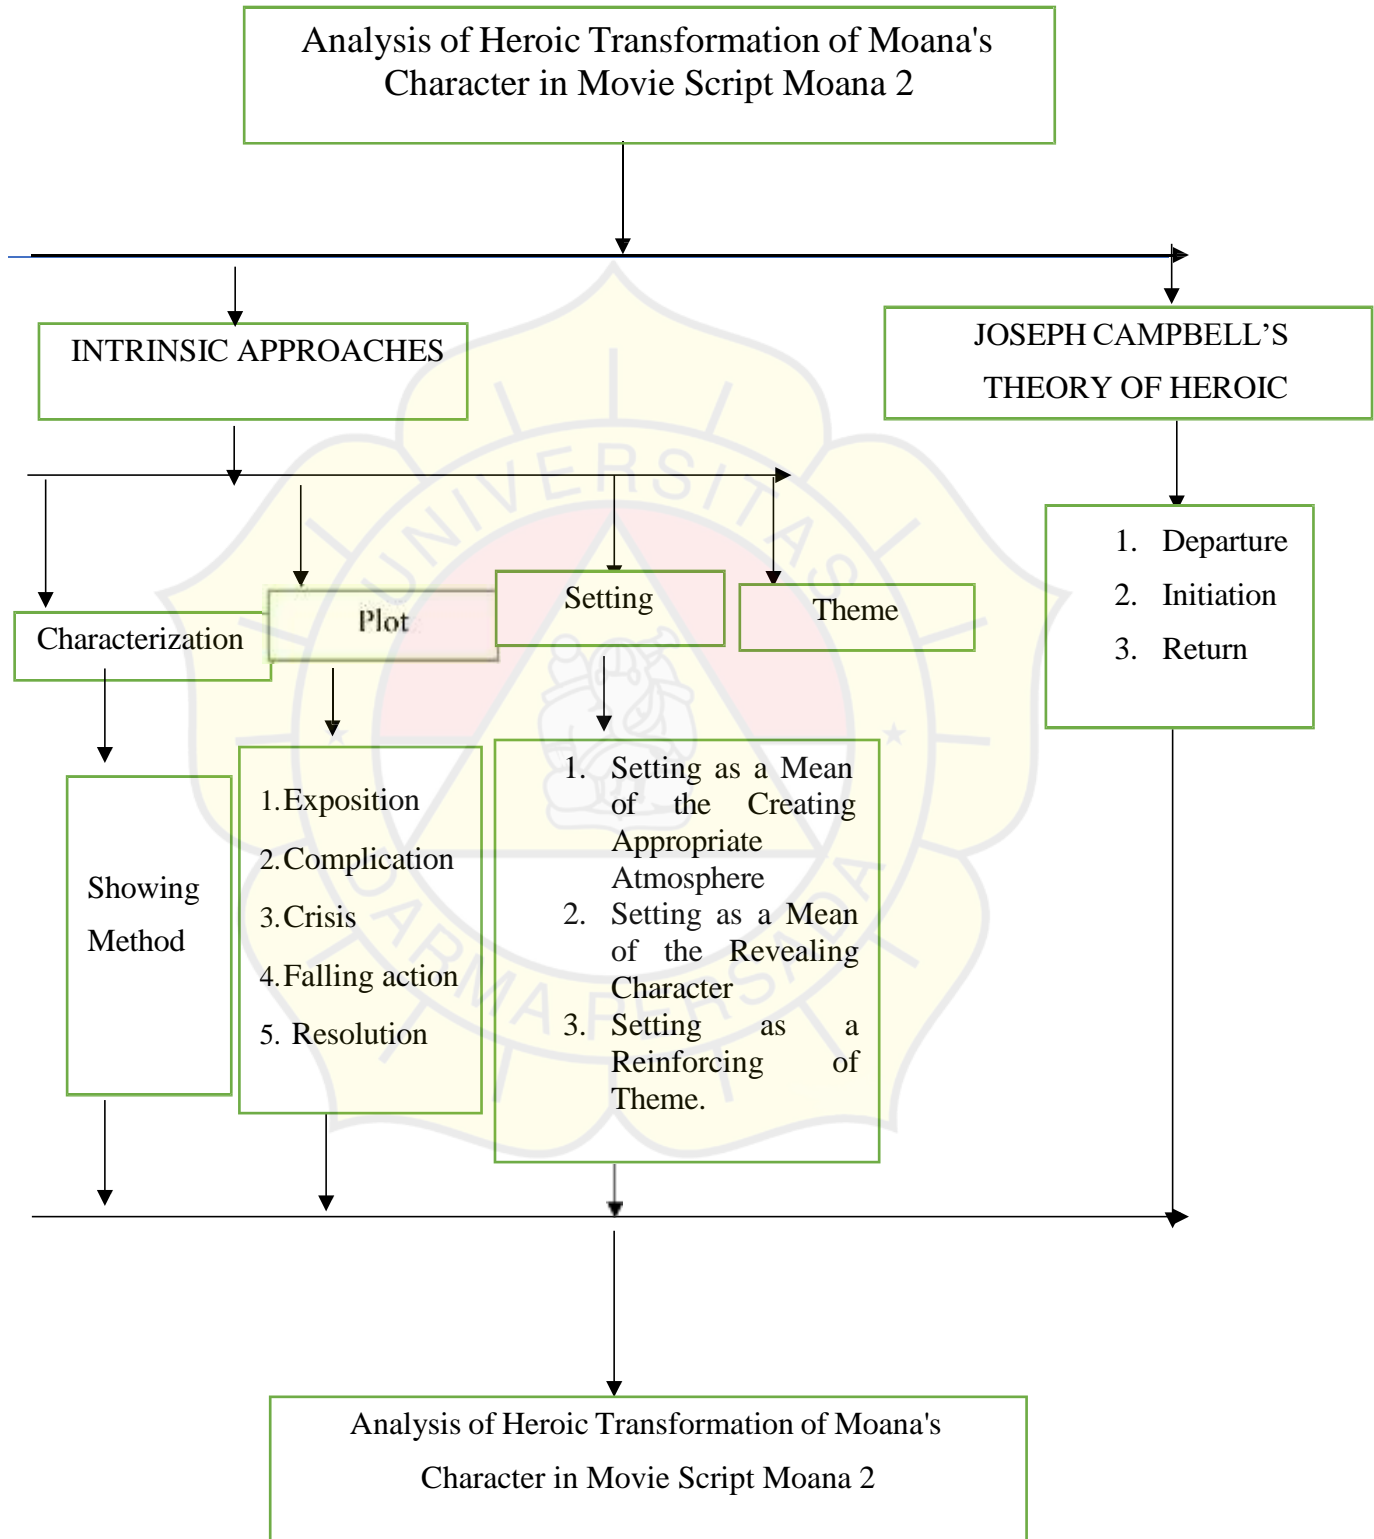 Analysis of Heroic Transformation of Moana's
Character in Movie Script Moana 2
INTRINSIC APPROACHES
JOSEPH CAMPBELL’S
THEORY OF HEROIC
Characterization
Plot
Setting
Theme
1. Departure
2. Initiation
3. Return
Showing
Method
1. Exposition
2. Complication
3. Crisis
4. Falling action
5. Resolution
1. Setting as a Mean
of the Creating
Appropriate
Atmosphere
2. Setting as a Mean
of the Revealing
Character
3. Setting as a
Reinforcing of
Theme.
UNIVERSITAS
DARMA PERSADA
Analysis of Heroic Transformation of Moana's
Character in Movie Script Moana 2